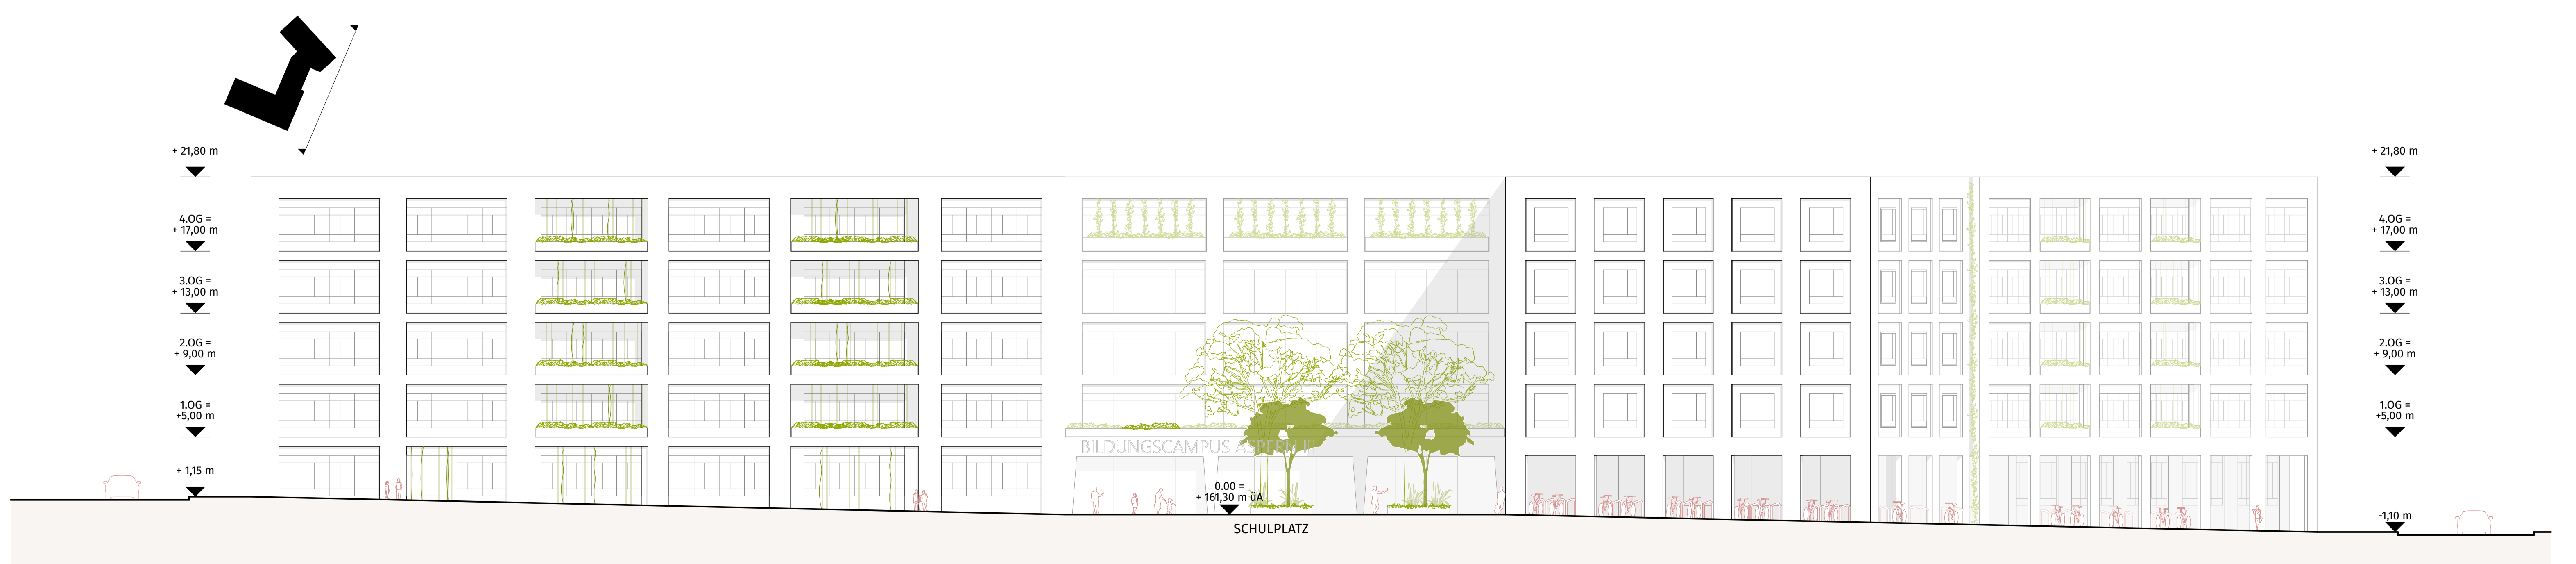 + 21,80 m
4.OG =
+ 17,00 m
3.OG =
+ 13,00 m
2.OG =
+ 9,00 m
1.OG =
+5,00 m
+ 1,15 m
BILDUNGSCAMPUS ASPERN III
0.00 =
+ 161,30 m üA
SCHULPLATZ
+ 21,80 m
4.OG =
+ 17,00 m
3.OG =
+ 13,00 m
2.OG =
+ 9,00 m
1.OG =
+5,00 m
-1,10 m